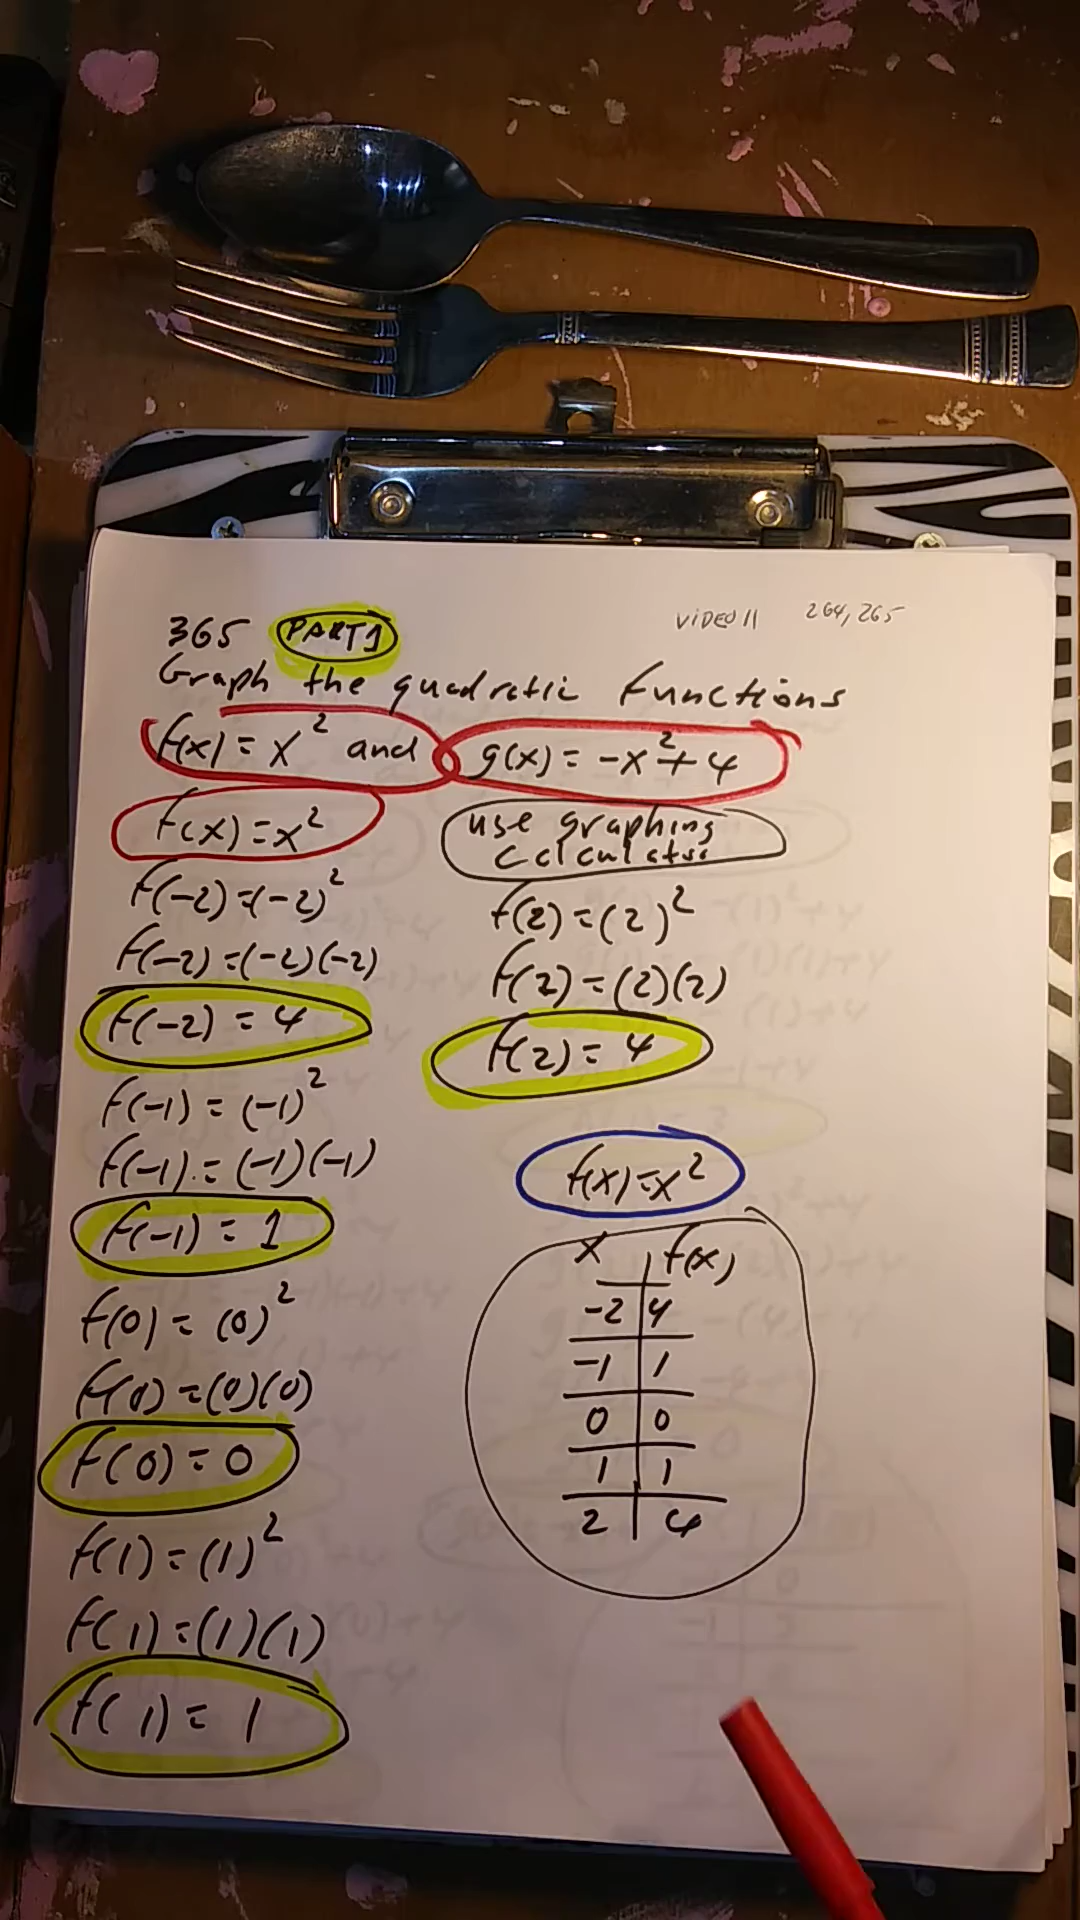 365 PART 1
VIDEO 11 264, 265
Graph the quadratic functions
f(x) = x² and g(x) = -x² + 4
f(x) = x²
f(-2) = (-2)²
f(-2) = (-2)(-2)
f(-2) = 4
f(-1) = (-1)²
f(-1) = (-1)(-1)
f(-1) = 1
f(0) = (0)²
f(0) = (0)(0)
f(0) = 0
f(1) = (1)²
f(1) = (1)(1)
f(1) = 1
use graphing
f(2) = (2)²
f(2) = (2)(2)
f(2) = 4
f(x) = x²
x f(x)
-2 4
-1 1
0 0
1 1
2 4